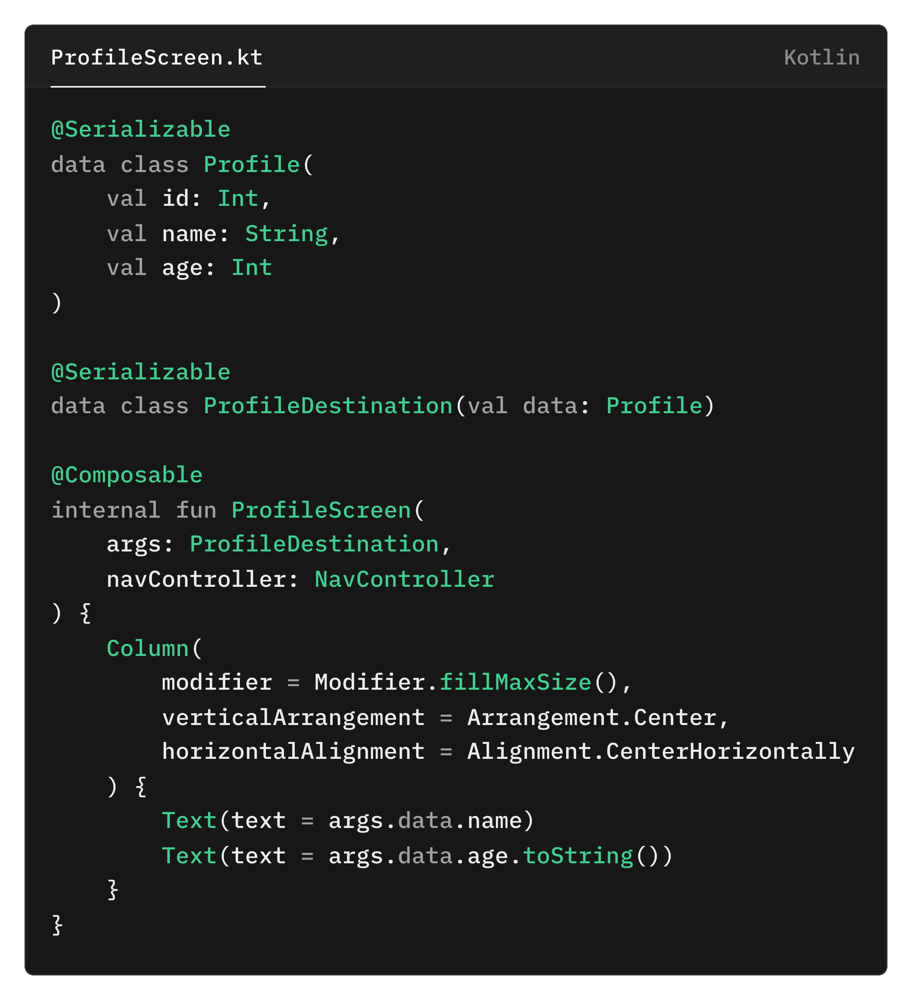 ProfileScreen.kt
Kotlin
@Serializable
data class Profile(
    val id: Int,
    val name: String,
    val age: Int
)

@Serializable
data class ProfileDestination(val data: Profile)

@Composable
internal fun ProfileScreen(
    args: ProfileDestination,
    navController: NavController
) {
    Column(
        modifier = Modifier.fillMaxSize(),
        verticalArrangement = Arrangement.Center,
        horizontalAlignment = Alignment.CenterHorizontally
    ) {
        Text(text = args.data.name)
        Text(text = args.data.age.toString())
    }
}